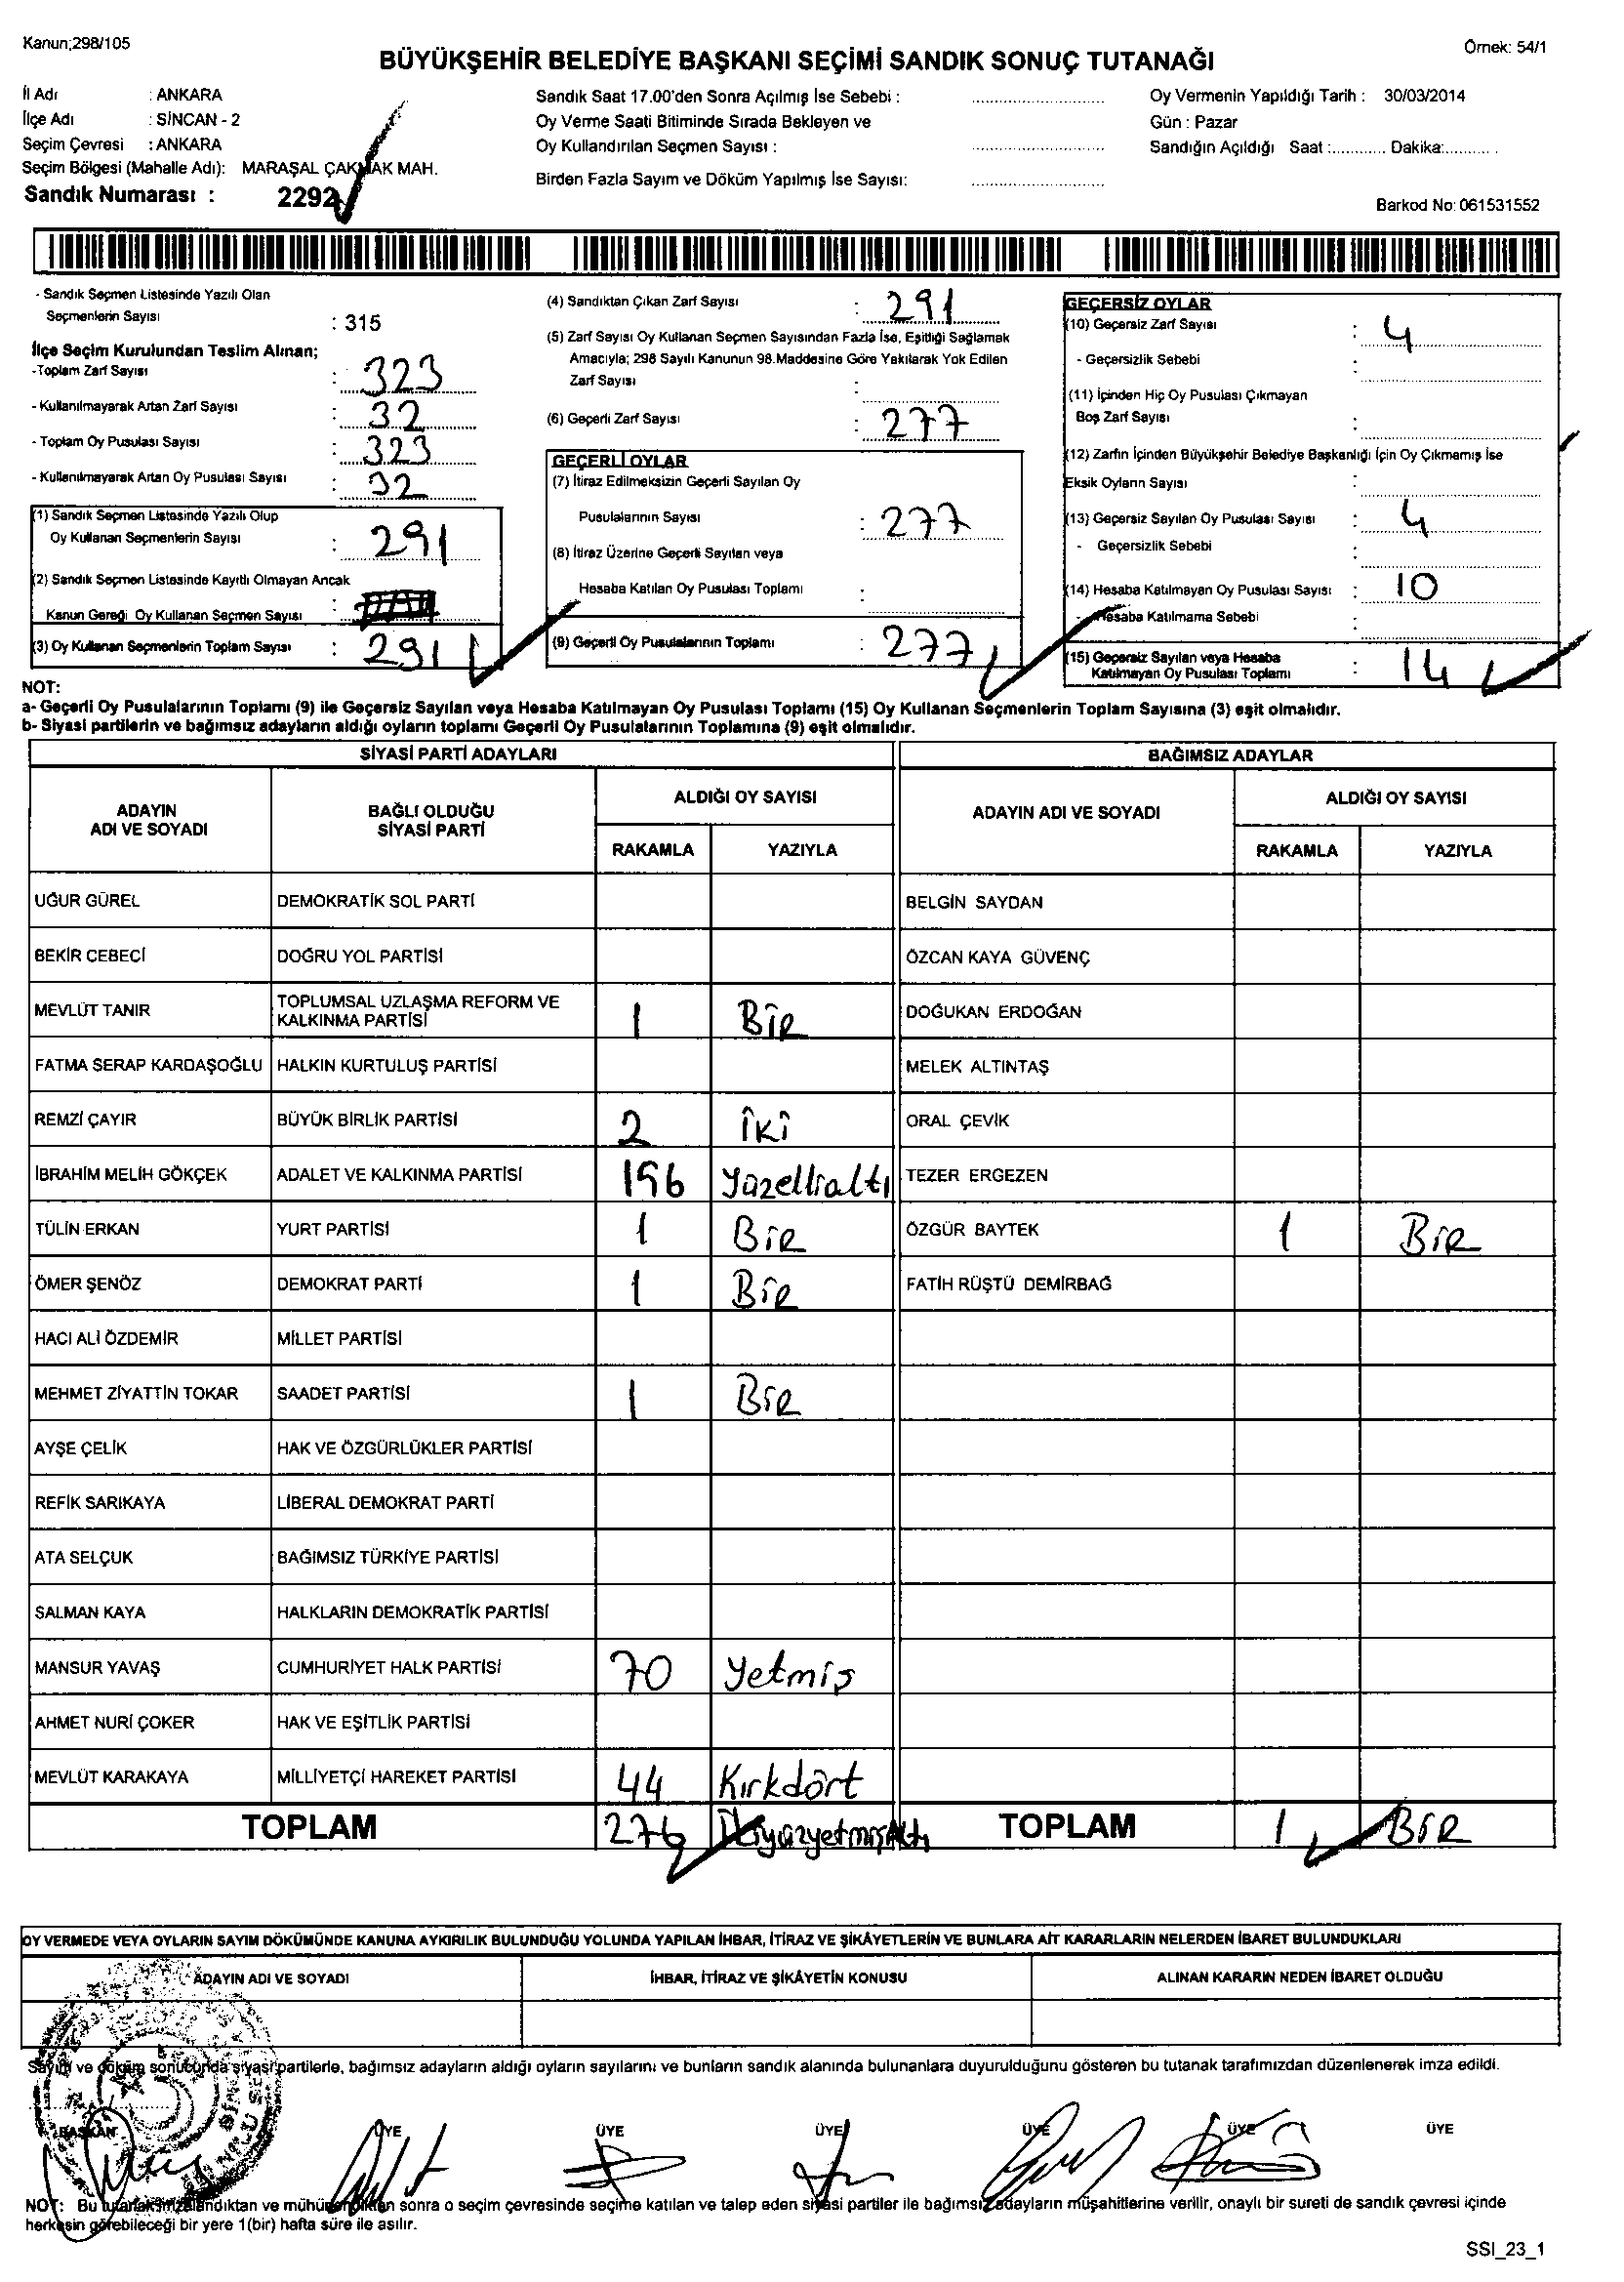 Kanun;298/105
Örnek: 54/1
BÜYÜKŞEHİR BELEDİYE BAŞKANI SEÇİMİ SANDIK SONUÇ TUTANAĞI
İl Adı : ANKARA
İlçe Adı : SİNCAN - 2
Seçim Çevresi : ANKARA
Seçim Bölgesi (Mahalle Adı): MARAŞAL ÇAKMAK MAH.
Sandık Numarası : 2292
Sandık Saat 17.00'den Sonra Açılmış İse Sebebi :
Oy Verme Saati Bitiminde Sırada Bekleyen ve
Oy Kullandırılan Seçmen Sayısı :
Birden Fazla Sayım ve Döküm Yapılmış İse Sayısı:
Oy Vermenin Yapıldığı Tarih : 30/03/2014
Gün : Pazar
Sandığın Açıldığı Saat :............ Dakika:............
Barkod No: 061531552
- Sandık Seçmen Listesinde Yazılı Olan
Seçmenlerin Sayısı : 315
İlçe Seçim Kurulundan Teslim Alınan;
-Toplam Zarf Sayısı : 323
- Kullanılmayarak Artan Zarf Sayısı : 32
- Toplam Oy Pusulası Sayısı : 323
- Kullanılmayarak Artan Oy Pusulası Sayısı : 32
(1) Sandık Seçmen Listesinde Yazılı Olup
Oy Kullanan Seçmenlerin Sayısı : 291
(2) Sandık Seçmen Listesinde Kayıtlı Olmayan Ancak
Kanun Gereği Oy Kullanan Seçmen Sayısı :
(3) Oy Kullanan Seçmenlerin Toplam Sayısı : 291
(4) Sandıktan Çıkan Zarf Sayısı : 291
(5) Zarf Sayısı Oy Kullanan Seçmen Sayısından Fazla İse, Eşitliği Sağlamak
Amacıyla; 298 Sayılı Kanunun 98.Maddesine Göre Yakılarak Yok Edilen
Zarf Sayısı :
(6) Geçerli Zarf Sayısı : 277
GEÇERLİ OYLAR
(7) İtiraz Edilmeksizin Geçerli Sayılan Oy
Pusulalarının Sayısı : 277
(8) İtiraz Üzerine Geçerli Sayılan veya
Hesaba Katılan Oy Pusulası Toplamı :
(9) Geçerli Oy Pusulalarının Toplamı : 277
GEÇERSİZ OYLAR
(10) Geçersiz Zarf Sayısı : 4
- Geçersizlik Sebebi :
(11) İçinden Hiç Oy Pusulası Çıkmayan
Boş Zarf Sayısı :
(12) Zarfın İçinden Büyükşehir Belediye Başkanlığı İçin Oy Çıkmamış İse
Eksik Oyların Sayısı :
(13) Geçersiz Sayılan Oy Pusulası Sayısı : 4
- Geçersizlik Sebebi :
(14) Hesaba Katılmayan Oy Pusulası Sayısı : 10
- Hesaba Katılmama Sebebi :
(15) Geçersiz Sayılan veya Hesaba
Katılmayan Oy Pusulası Toplamı : 14
NOT:
a- Geçerli Oy Pusulalarının Toplamı (9) ile Geçersiz Sayılan veya Hesaba Katılmayan Oy Pusulası Toplamı (15) Oy Kullanan Seçmenlerin Toplam Sayısına (3) eşit olmalıdır.
b- Siyasi partilerin ve bağımsız adayların aldığı oyların toplamı Geçerli Oy Pusulalarının Toplamına (9) eşit olmalıdır.
SİYASİ PARTİ ADAYLARI BAĞIMSIZ ADAYLAR
ADAYIN ADI VE SOYADI BAĞLI OLDUĞU SİYASİ PARTİ ALDIĞI OY SAYISI ADAYIN ADI VE SOYADI ALDIĞI OY SAYISI
RAKAMLA YAZIYLA RAKAMLA YAZIYLA
UĞUR GÜREL DEMOKRATİK SOL PARTİ BELGİN SAYDAN
BEKİR CEBECİ DOĞRU YOL PARTİSİ ÖZCAN KAYA GÜVENÇ
MEVLÜT TANIR TOPLUMSAL UZLAŞMA REFORM VE KALKINMA PARTİSİ 1 Bir DOĞUKAN ERDOĞAN
FATMA SERAP KARDAŞOĞLU HALKIN KURTULUŞ PARTİSİ MELEK ALTINTAŞ
REMZİ ÇAYIR BÜYÜK BİRLİK PARTİSİ 2 İki ORAL ÇEVİK
İBRAHİM MELİH GÖKÇEK ADALET VE KALKINMA PARTİSİ 156 Yüzellialtı TEZER ERGEZEN
TÜLİN ERKAN YURT PARTİSİ 1 Bir ÖZGÜR BAYTEK 1 Bir
ÖMER ŞENÖZ DEMOKRAT PARTİ 1 Bir FATİH RÜŞTÜ DEMİRBAĞ
HACI ALİ ÖZDEMİR MİLLET PARTİSİ
MEHMET ZİYATTİN TOKAR SAADET PARTİSİ 1 Bir
AYŞE ÇELİK HAK VE ÖZGÜRLÜKLER PARTİSİ
REFİK SARIKAYA LİBERAL DEMOKRAT PARTİ
ATA SELÇUK BAĞIMSIZ TÜRKİYE PARTİSİ
SALMAN KAYA HALKLARIN DEMOKRATİK PARTİSİ
MANSUR YAVAŞ CUMHURİYET HALK PARTİSİ 70 Yetmiş
AHMET NURİ ÇOKER HAK VE EŞİTLİK PARTİSİ
MEVLÜT KARAKAYA MİLLİYETÇİ HAREKET PARTİSİ 44 Kırkdört
TOPLAM 276 İkiyüzyetmişAltı TOPLAM 1 Bir
OY VERMEDE VEYA OYLARIN SAYIM DÖKÜMÜNDE KANUNA AYKIRILIK BULUNDUĞU YOLUNDA YAPILAN İHBAR, İTİRAZ VE ŞİKÂYETLERİN VE BUNLARA AİT KARARLARIN NELERDEN İBARET BULUNDUKLARI
ADAYIN ADI VE SOYADI İHBAR, İTİRAZ VE ŞİKÂYETİN KONUSU ALINAN KARARIN NEDEN İBARET OLDUĞU
Sayım ve döküm sonucunda siyasi partilerle, bağımsız adayların aldığı oyların sayılarını ve bunların sandık alanında bulunanlara duyurulduğunu gösteren bu tutanak tarafımızdan düzenlenerek imza edildi.
BAŞKAN ÜYE ÜYE ÜYE ÜYE ÜYE ÜYE
NOT: Bu tutanak imzalandıktan ve mühürlendikten sonra o seçim çevresinde seçime katılan ve talep eden siyasi partiler ile bağımsız adayların müşahitlerine verilir, onaylı bir sureti de sandık çevresi içinde
herkesin görebileceği bir yere 1(bir) hafta süre ile asılır.
SSI_23_1